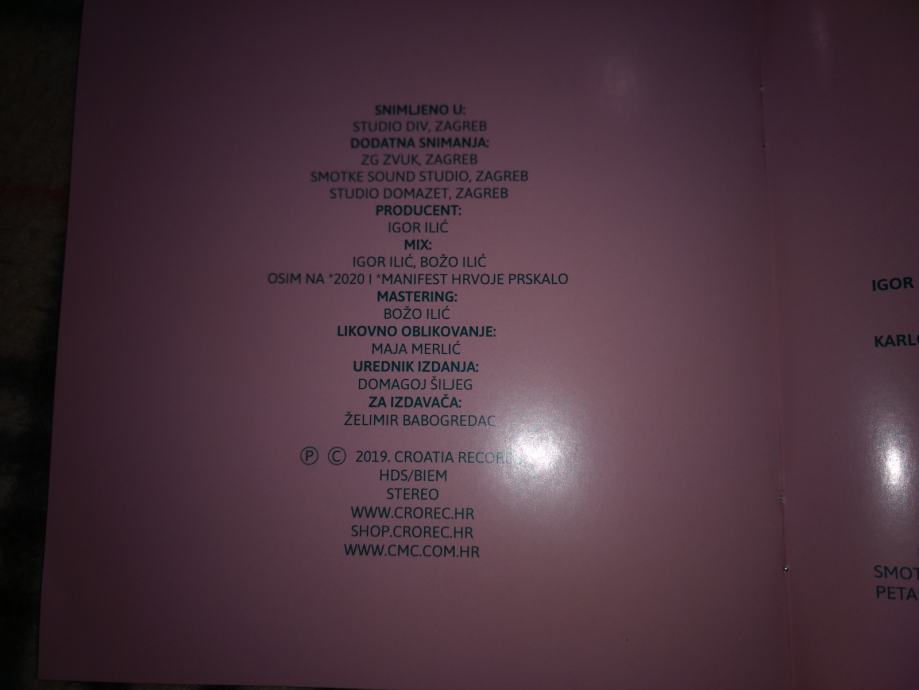 SNIMLJENO U:
STUDIO DIV, ZAGREB
DODATNA SNIMANJA:
ZG ZVUK, ZAGREB
SMOTKE SOUND STUDIO, ZAGREB
STUDIO DOMAZET, ZAGREB
PRODUCENT:
IGOR ILIĆ
MIX:
IGOR ILIĆ, BOŽO ILIĆ
OSIM NA *2020 I *MANIFEST HRVOJE PRSKALO
MASTERING:
BOŽO ILIĆ
LIKOVNO OBLIKOVANJE:
MAJA MERLIĆ
UREDNIK IZDANJA:
DOMAGOJ ŠILJEG
ZA IZDAVAČA:
ŽELIMIR BABOGREDAC
Ⓟ © 2019. CROATIA
HDS/BIEM
STEREO
WWW.CROREC.HR
SHOP.CROREC.HR
WWW.CMC.COM.HR
IGOR